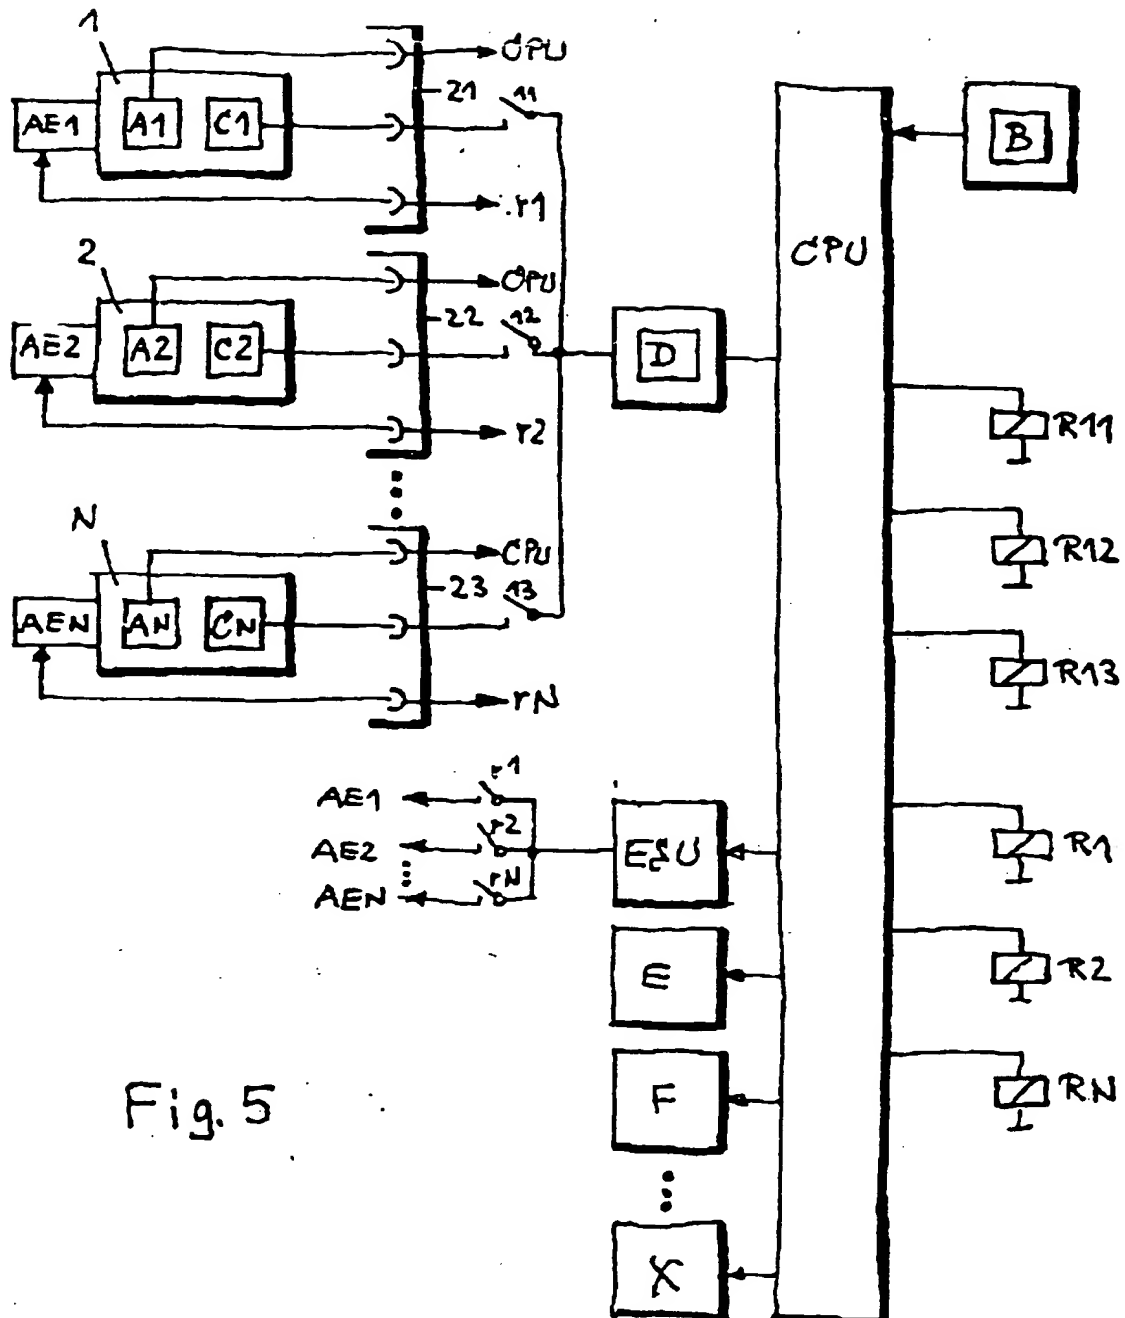 1
CPU
21
11
AE1 A1 C1
B
r1
CPU
2
CPU
22
12
AE2 A2 C2
D
r2
R11
N
CPU
23
13
AEN AN CN
R12
rN
R13
r1
AE1
r2
AE2
ESU
R1
rN
AEN
E
R2
F
RN
Fig. 5
X